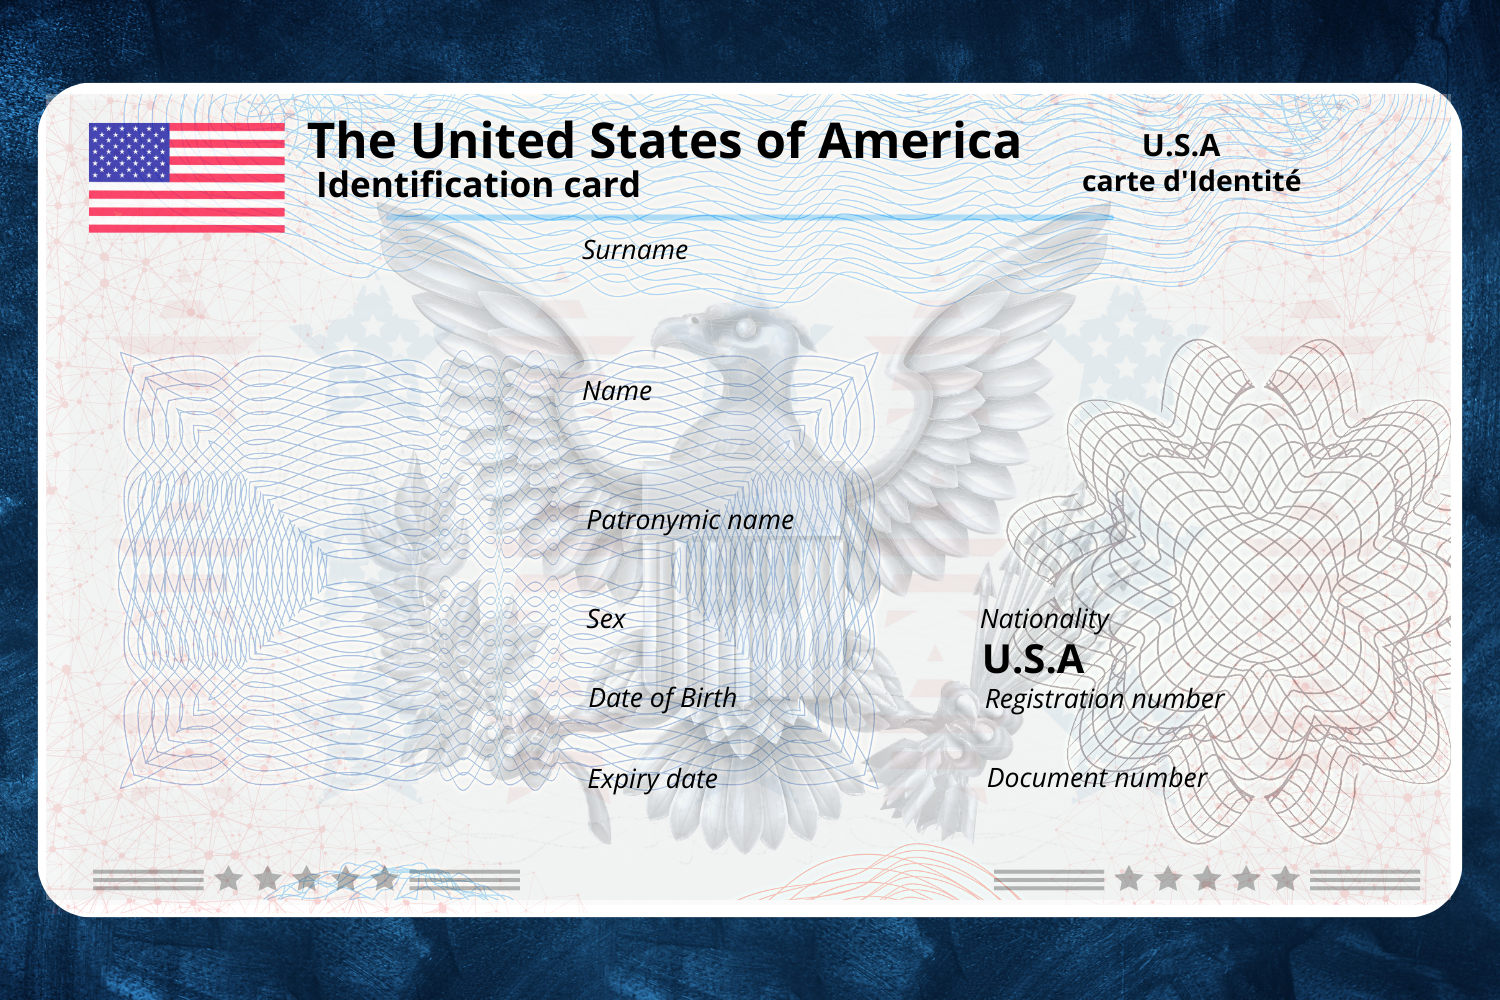 The United States of America
Identification card
U.S.A
carte d'Identité
Surname
Name
Patronymic name
Sex
Nationality
U.S.A
Date of Birth
Registration number
Expiry date
Document number